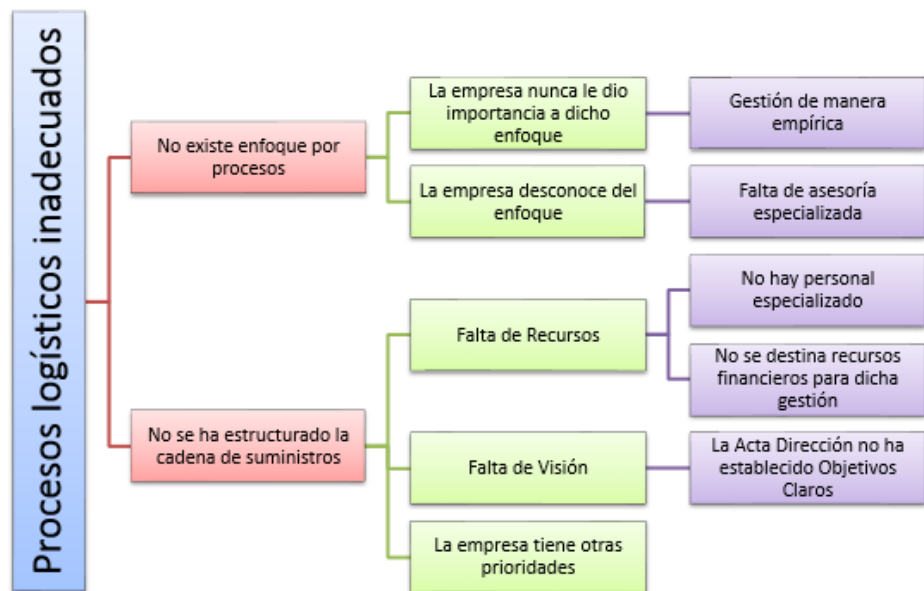 Procesos logísticos inadecuados
No existe enfoque por
procesos
La empresa nunca le dio
importancia a dicho
enfoque
Gestión de manera
empírica
La empresa desconoce del
enfoque
Falta de asesoría
especializada
No se ha estructurado la
cadena de suministros
Falta de Recursos
No hay personal
especializado
No se destina recursos
financieros para dicha
gestión
Falta de Visión
La Acta Dirección no ha
establecido Objetivos
Claros
La empresa tiene otras
prioridades